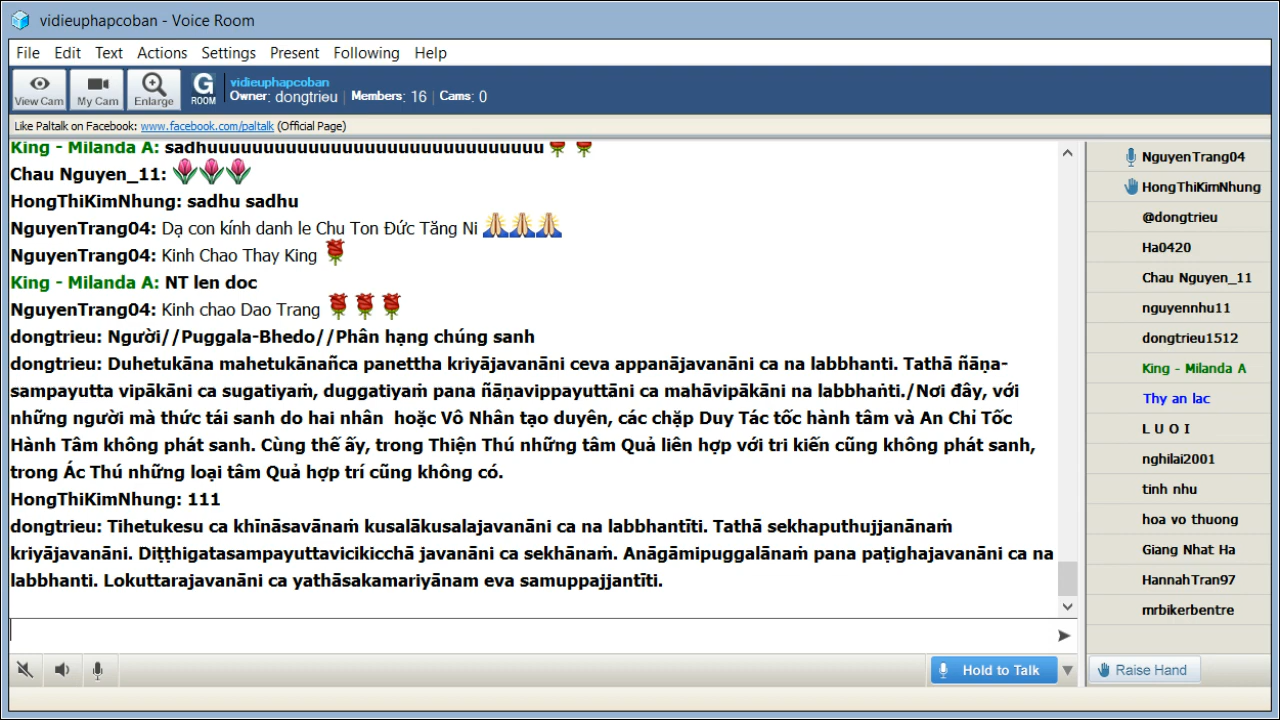 vidieuphapcoban - Voice Room
File Edit Text Actions Settings Present Following Help
View Cam My Cam Enlarge G ROOM
vidieuphapcoban
Owner: dongtrieu | Members: 16 | Cams: 0
Like Paltalk on Facebook: www.facebook.com/paltalk (Official Page)
King - Milanda A: sadhuuuuuuuuuuuuuuuuuuuuuuuuuuuuuu
Chau Nguyen_11:
HongThiKimNhung: sadhu sadhu
NguyenTrang04: Dạ con kính danh le Chu Ton Đức Tăng Ni
NguyenTrang04: Kinh Chao Thay King
King - Milanda A: NT len doc
NguyenTrang04: Kinh chao Dao Trang
dongtrieu: Người//Puggala-Bhedo//Phân hạng chúng sanh
dongtrieu: Duhetukāna mahetukānañca panettha kriyājavanāni ceva appanājavanāni ca na labbhanti. Tathā ñāṇa-
sampayutta vipākāni ca sugatiyaṁ, duggatiyaṁ pana ñāṇavippayuttāni ca mahāvipākāni na labbhaṅti./Nơi đây, với
những người mà thức tái sanh do hai nhân hoặc Vô Nhân tạo duyên, các chặp Duy Tác tốc hành tâm và An Chỉ Tốc
Hành Tâm không phát sanh. Cùng thế ấy, trong Thiện Thú những tâm Quả liên hợp với tri kiến cũng không phát sanh,
trong Ác Thú những loại tâm Quả hợp trí cũng không có.
HongThiKimNhung: 111
dongtrieu: Tihetukesu ca khīnāsavānaṁ kusalākusalajavanāni ca na labbhantīti. Tathā sekhaputhujjanānaṁ
kriyājavanāni. Diṭṭhigatasampayuttavicikicchā javanāni ca sekhānaṁ. Anāgāmipuggalānaṁ pana paṭighajavanāni ca na
labbhanti. Lokuttarajavanāni ca yathāsakamariyānam eva samuppajjantīti.
Hold to Talk
NguyenTrang04
HongThiKimNhung
@dongtrieu
Ha0420
Chau Nguyen_11
nguyennhu11
dongtrieu1512
King - Milanda A
Thy an lac
L U O I
nghilai2001
tinh nhu
hoa vo thuong
Giang Nhat Ha
HannahTran97
mrbikerbentre
Raise Hand